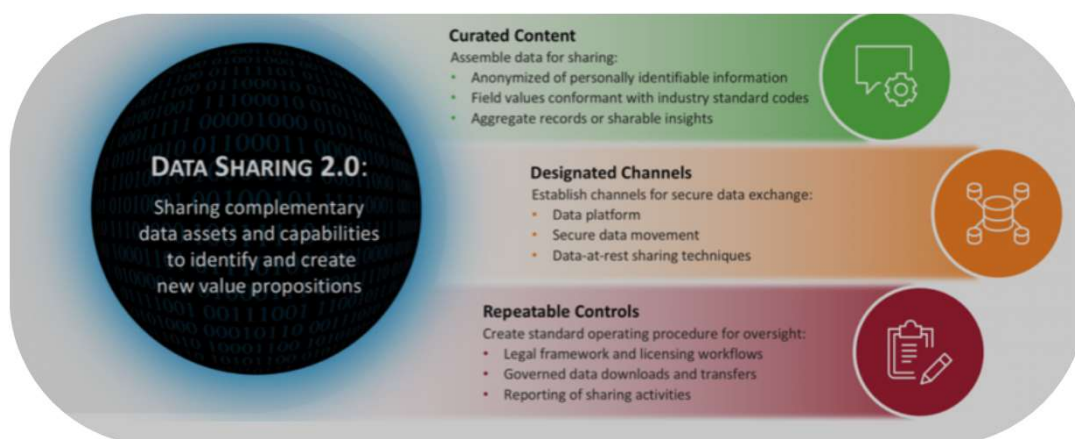 DATA SHARING 2.0:
Sharing complementary
data assets and capabilities
to identify and create
new value propositions
Curated Content
Assemble data for sharing:
• Anonymized of personally identifiable information
• Field values conformant with industry standard codes
• Aggregate records or sharable insights
Designated Channels
Establish channels for secure data exchange:
• Data platform
• Secure data movement
• Data-at-rest sharing techniques
Repeatable Controls
Create standard operating procedure for oversight:
• Legal framework and licensing workflows
• Governed data downloads and transfers
• Reporting of sharing activities